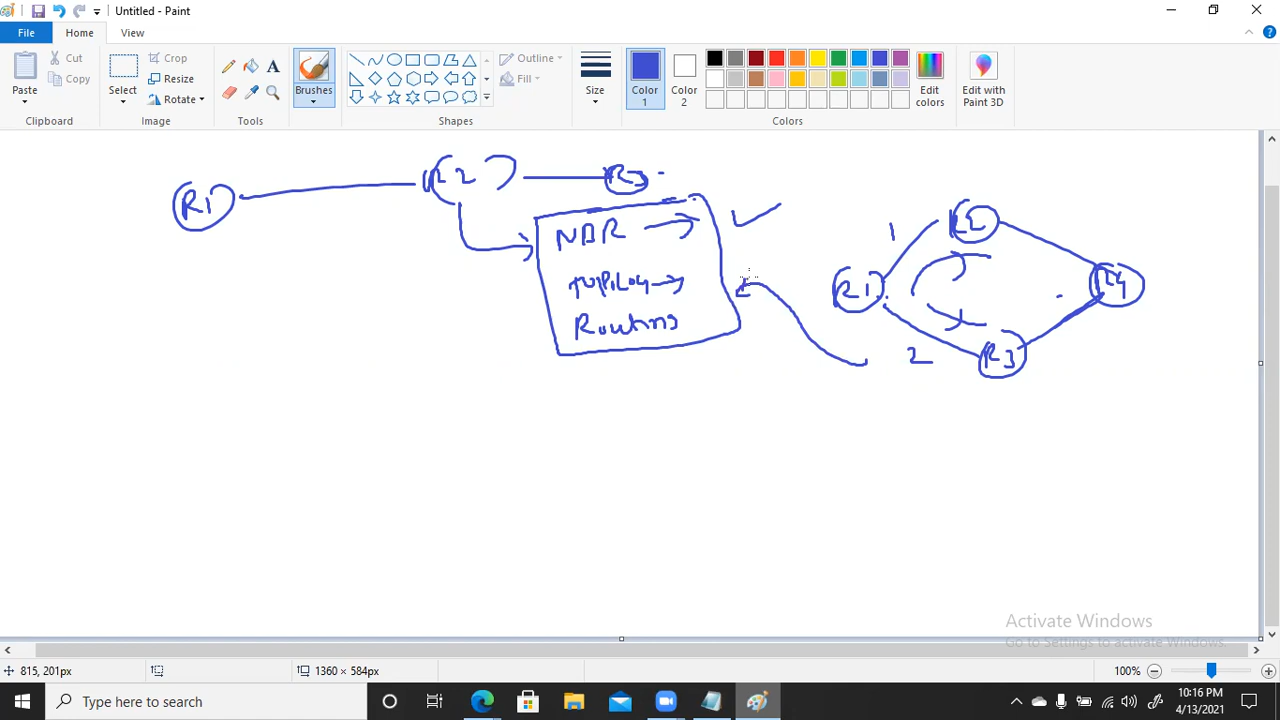 Untitled - Paint
File
Home
View
Paste
Cut
Copy
Clipboard
Select
Crop
Resize
Rotate
Image
Tools
Brushes
Shapes
Outline
Fill
Size
Color 1
Color 2
Colors
Edit colors
Edit with Paint 3D
R1
R2
R3
NBR
Routing
1
R2
R1
R4
2
R3
Activate Windows
Go to Settings to activate Windows.
815, 201px
1360 × 584px
100%
Type here to search
10:16 PM
4/13/2021